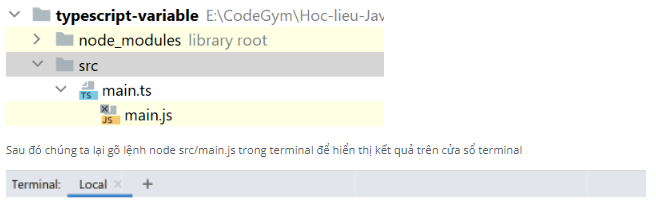 typescript-variable E:\CodeGym\Hoc-lieu-Jav
node_modules library root
src
TS main.ts
JS main.js
Sau đó chúng ta lại gõ lệnh node src/main.js trong terminal để hiển thị kết quả trên cửa sổ terminal
Terminal: Local × +